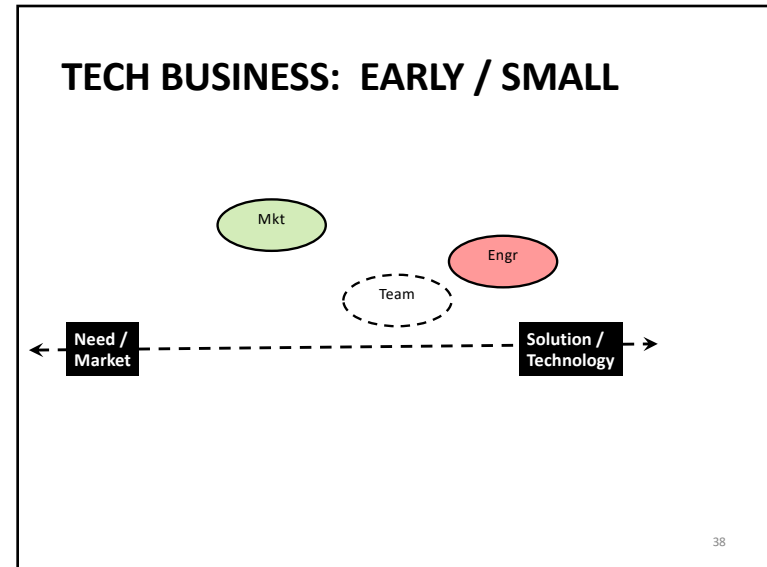 TECH BUSINESS: EARLY / SMALL
Mkt
Engr
Team
Need /
Market
Solution /
Technology
38